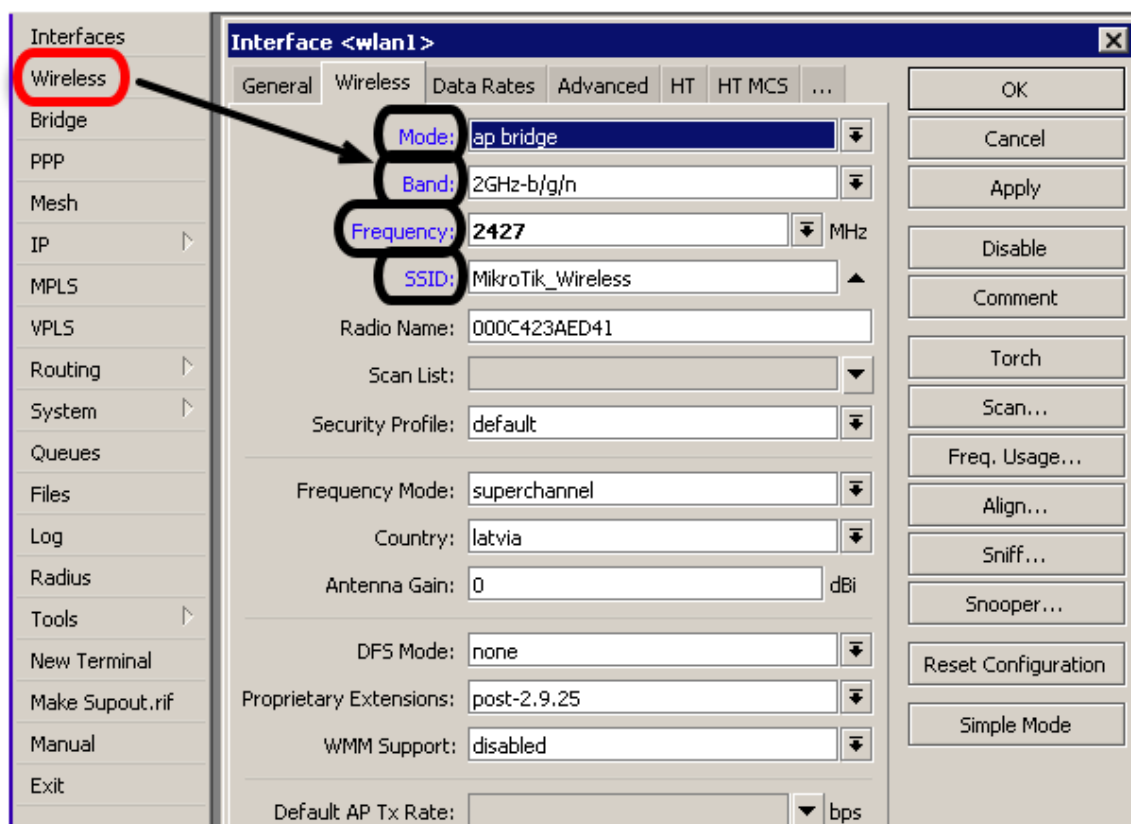 Interfaces
Wireless
Bridge
PPP
Mesh
IP
MPLS
VPLS
Routing
System
Queues
Files
Log
Radius
Tools
New Terminal
Make Supout.rif
Manual
Exit
Interface <wlan1>
General Wireless Data Rates Advanced HT HT MCS ...
Mode: ap bridge
Band: 2GHz-b/g/n
Frequency: 2427 MHz
SSID: MikroTik_Wireless
Radio Name: 000C423AED41
Scan List:
Security Profile: default
Frequency Mode: superchannel
Country: latvia
Antenna Gain: 0 dBi
DFS Mode: none
Proprietary Extensions: post-2.9.25
WMM Support: disabled
Default AP Tx Rate: bps
OK
Cancel
Apply
Disable
Comment
Torch
Scan...
Freq. Usage...
Align...
Sniff...
Snooper...
Reset Configuration
Simple Mode